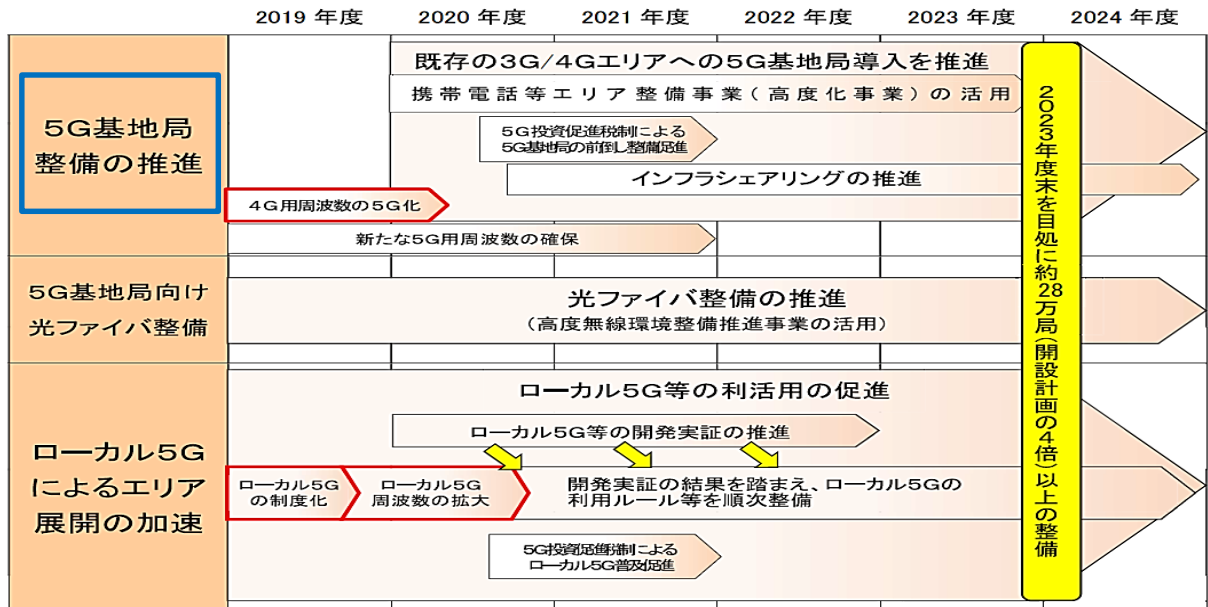 2019 年度 2020 年度 2021 年度 2022 年度 2023 年度 2024 年度
5G基地局
整備の推進
既存の3G/4Gエリアへの5G基地局導入を推進
携帯電話等エリア整備事業(高度化事業)の活用
5G投資促進税制による
5G基地局の前倒し整備促進
インフラシェアリングの推進
4G用周波数の5G化
新たな5G用周波数の確保
5G基地局向け
光ファイバ整備
光ファイバ整備の推進
(高度無線環境整備推進事業の活用)
ローカル5G
によるエリア
展開の加速
ローカル5G等の利活用の促進
ローカル5G等の開発実証の推進
ローカル5G
の制度化
ローカル5G
周波数の拡大
開発実証の結果を踏まえ、ローカル5Gの
利用ルール等を順次整備
5G投資促進税制による
ローカル5G普及促進
2023年度末を目処に約28万局(開設計画の4倍)以上の整備